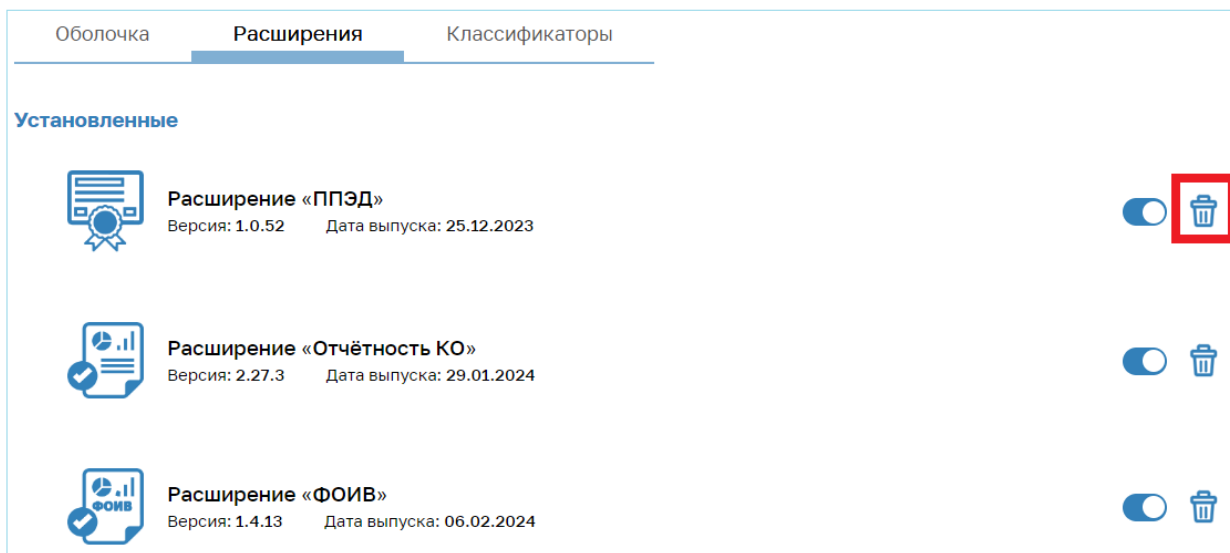 Оболочка Расширения Классификаторы
Установленные
Расширение «ППЭД»
Версия: 1.0.52 Дата выпуска: 25.12.2023
Расширение «Отчётность КО»
Версия: 2.27.3 Дата выпуска: 29.01.2024
ФОИВ
Расширение «ФОИВ»
Версия: 1.4.13 Дата выпуска: 06.02.2024